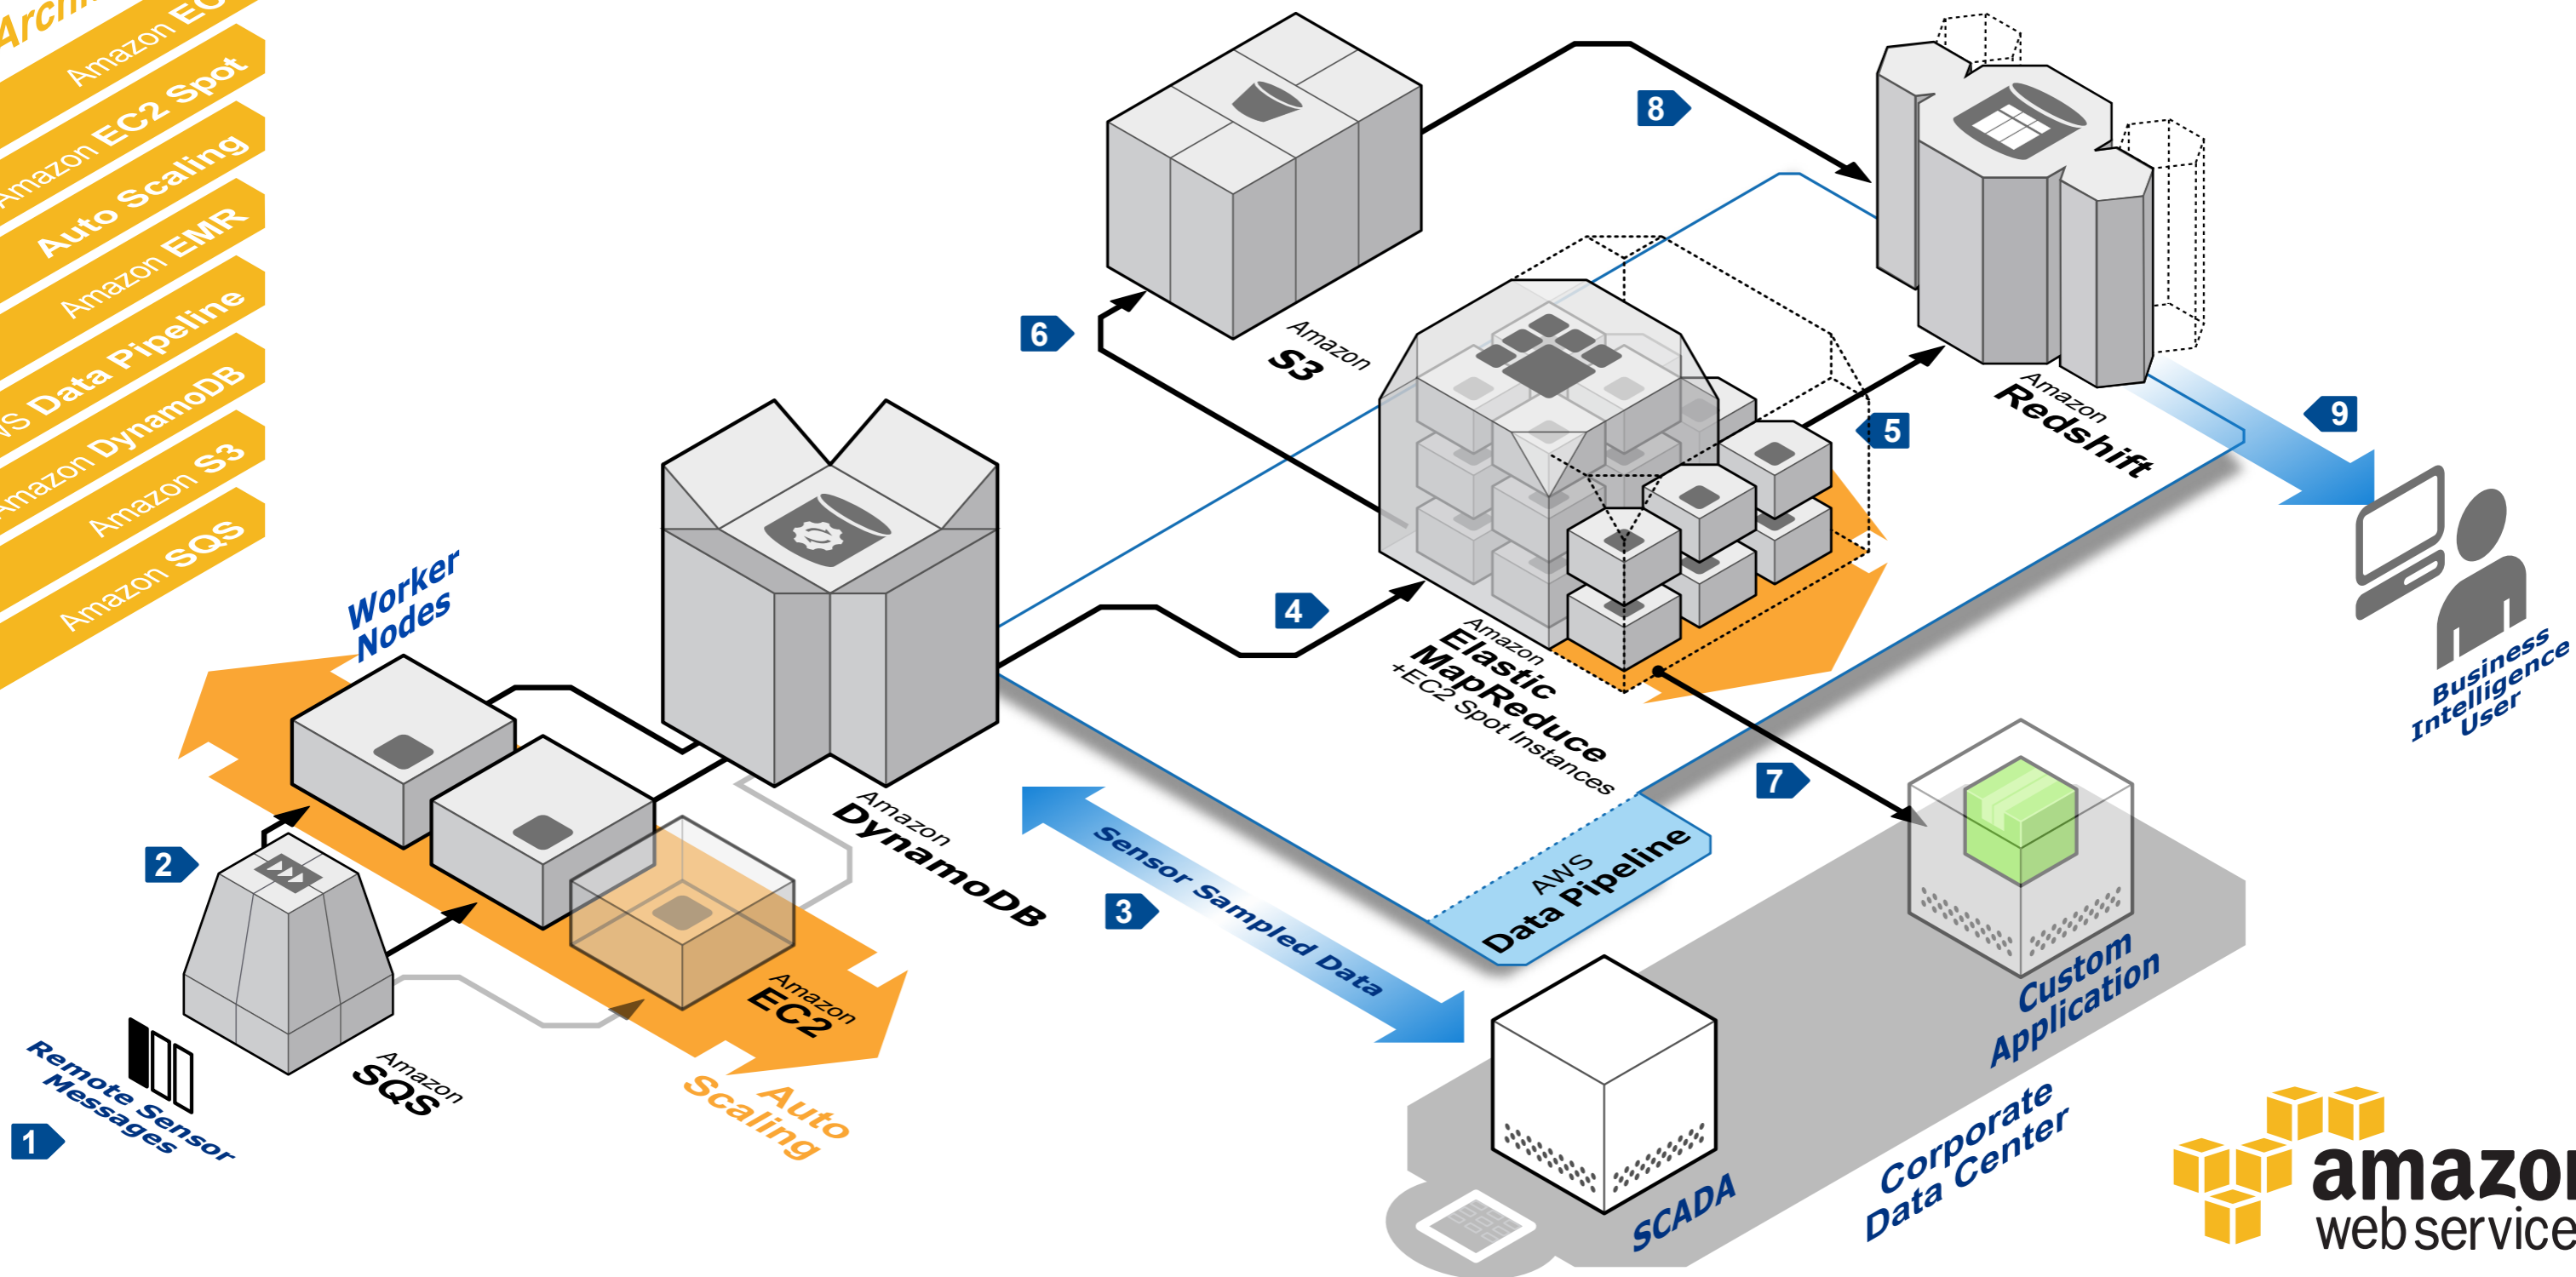 Amazon EC2 Spot
Auto Scaling
Amazon EMR
Data Pipeline
Amazon DynamoDB
Amazon S3
Amazon SQS
8
6
Amazon
S3
Amazon
Redshift
5
9
Worker
Nodes
4
Amazon
Elastic
MapReduce
+EC2 Spot Instances
Business
Intelligence
User
7
2
Amazon
DynamoDB
3
Sensor Sampled Data
AWS
Data Pipeline
Amazon
EC2
Custom
Application
Remote Sensor
Messages
1
Amazon
SQS
Auto
Scaling
SCADA
Corporate
Data Center
amazon
web service